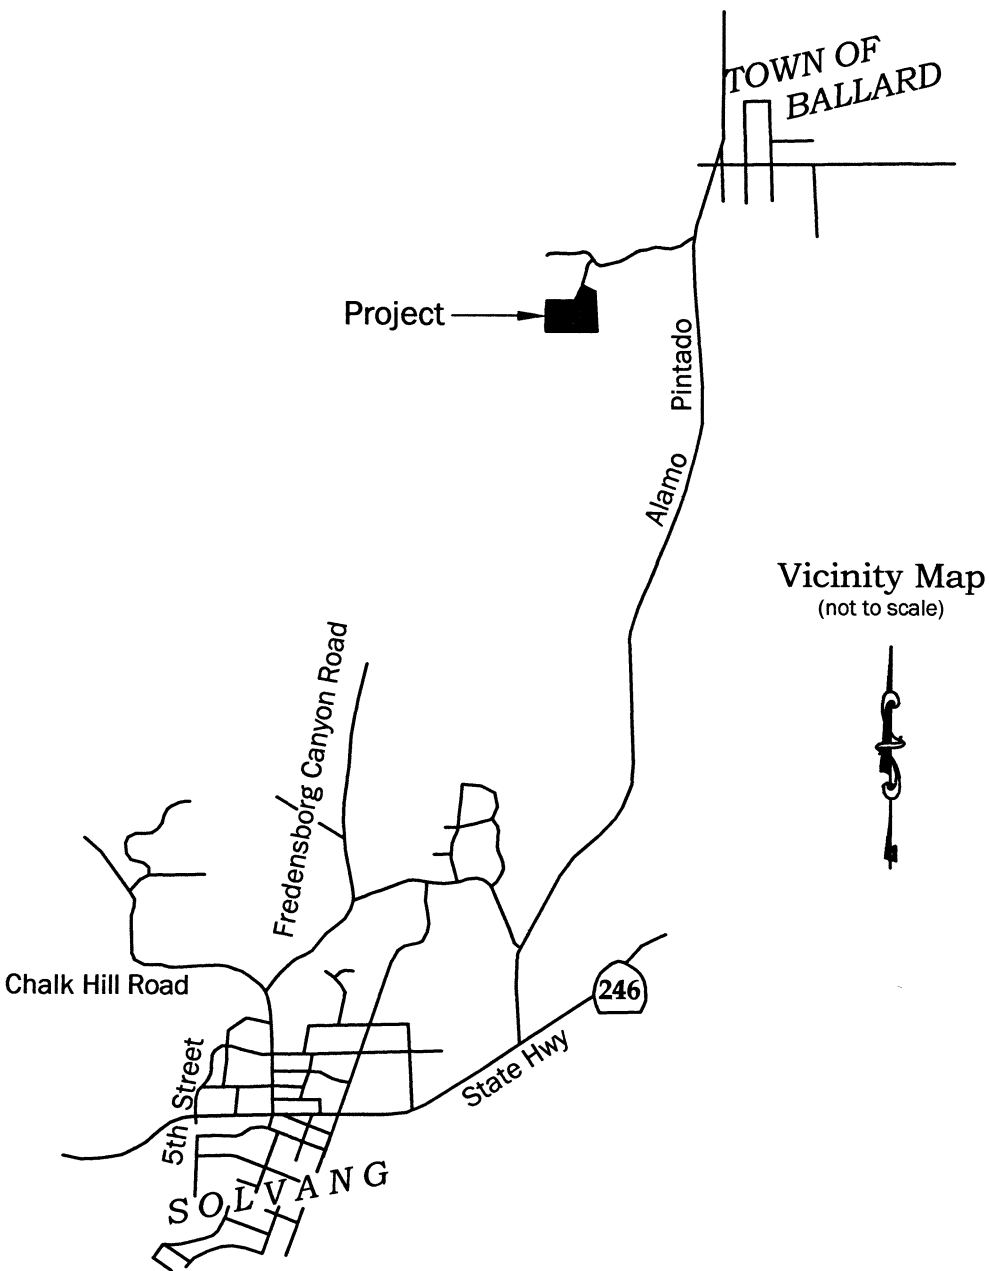 TOWN OF
BALLARD
Project
Alamo Pintado
Vicinity Map
(not to scale)
Fredensborg Canyon Road
Chalk Hill Road
246
State Hwy
5th Street
SOLVANG